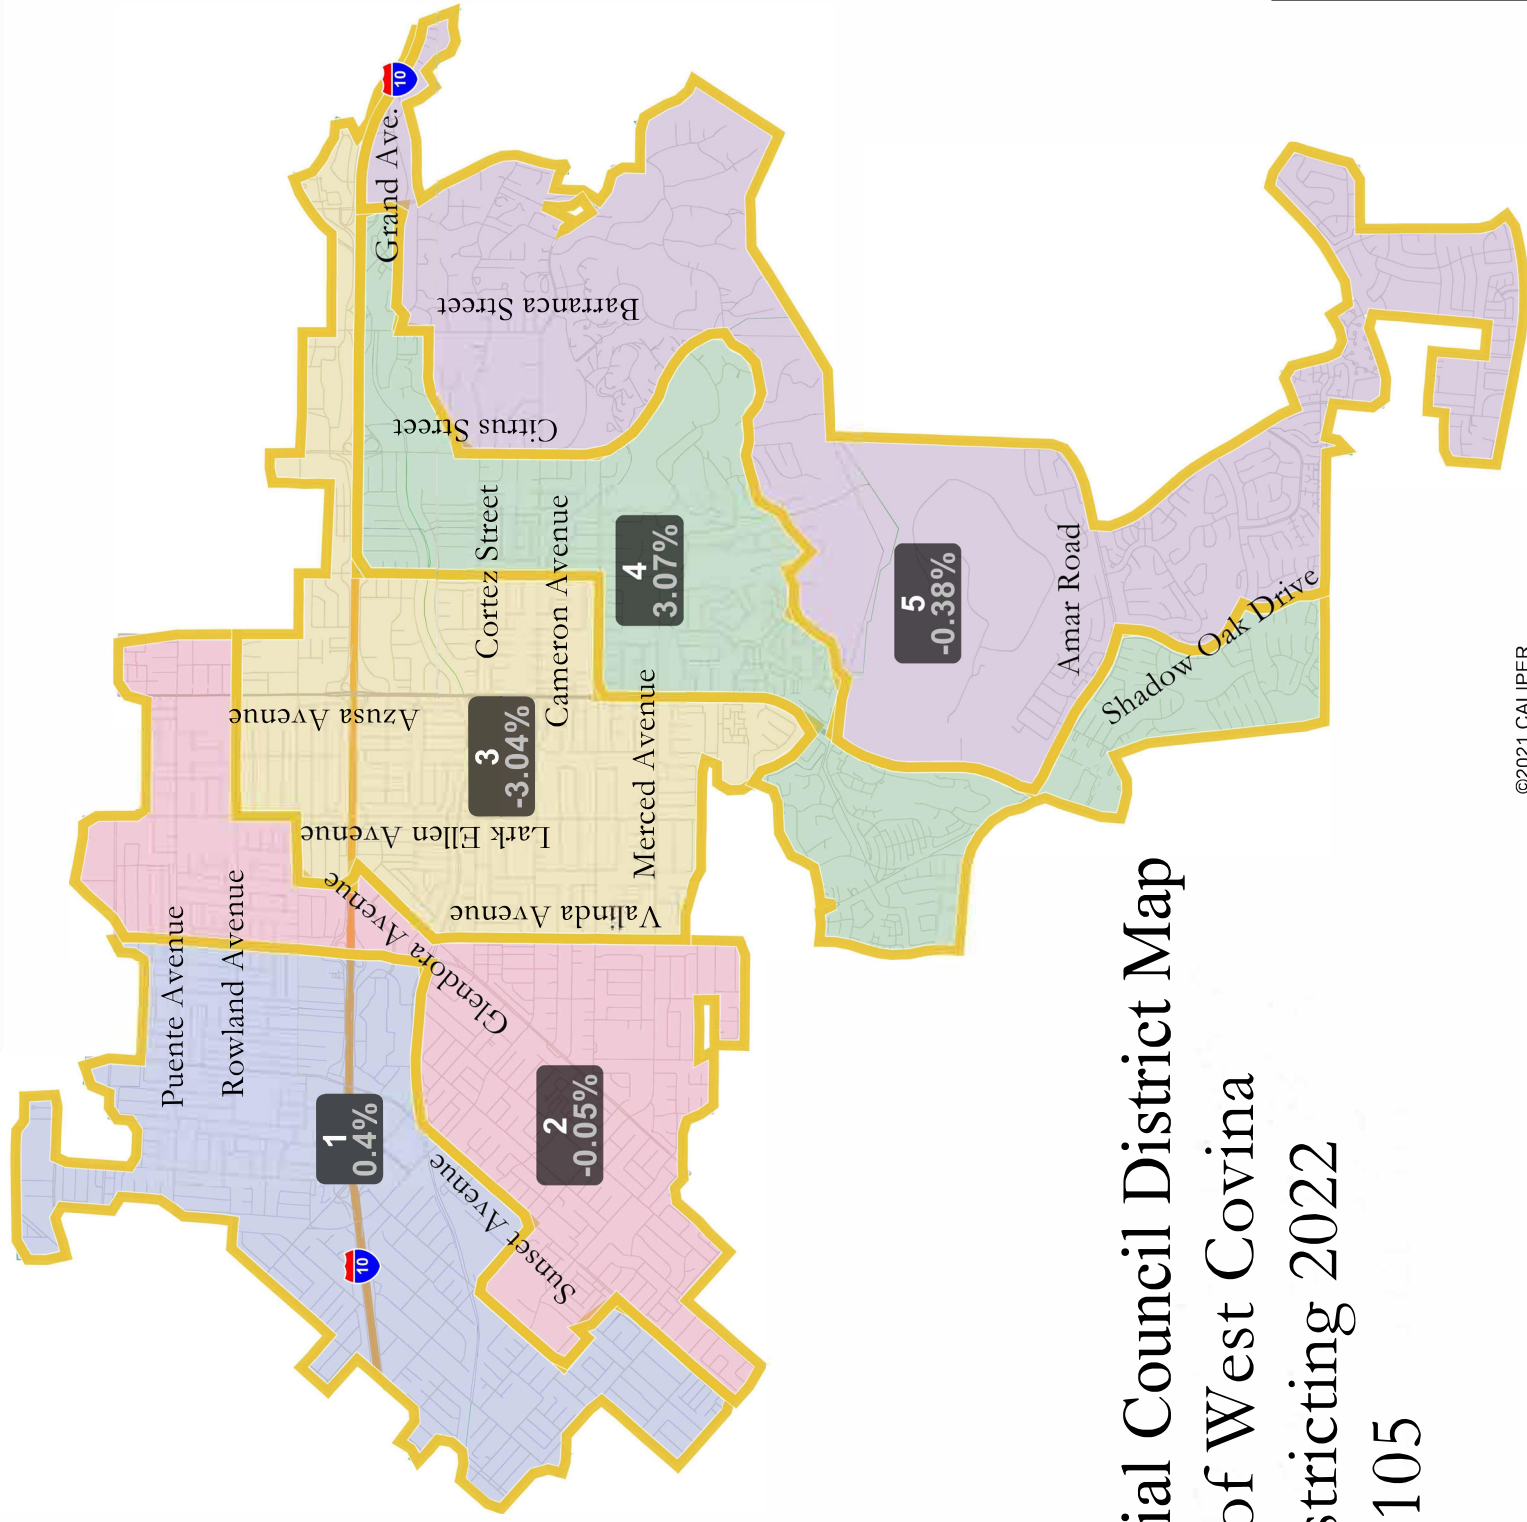 10
Grand Ave.
Barranca Street
Citrus Street
Cortez Street
Cameron Avenue
4
3.07%
5
-0.38%
Amar Road
Shadow Oak Drive
Azusa Avenue
3
-3.04%
Merced Avenue
Lark Ellen Avenue
Valinda Avenue
Glendora Avenue
Puente Avenue
Rowland Avenue
1
0.4%
2
-0.05%
Sunset Avenue
10
ial Council District Map
of West Covina
stricting 2022
105
©2021 CALIPER